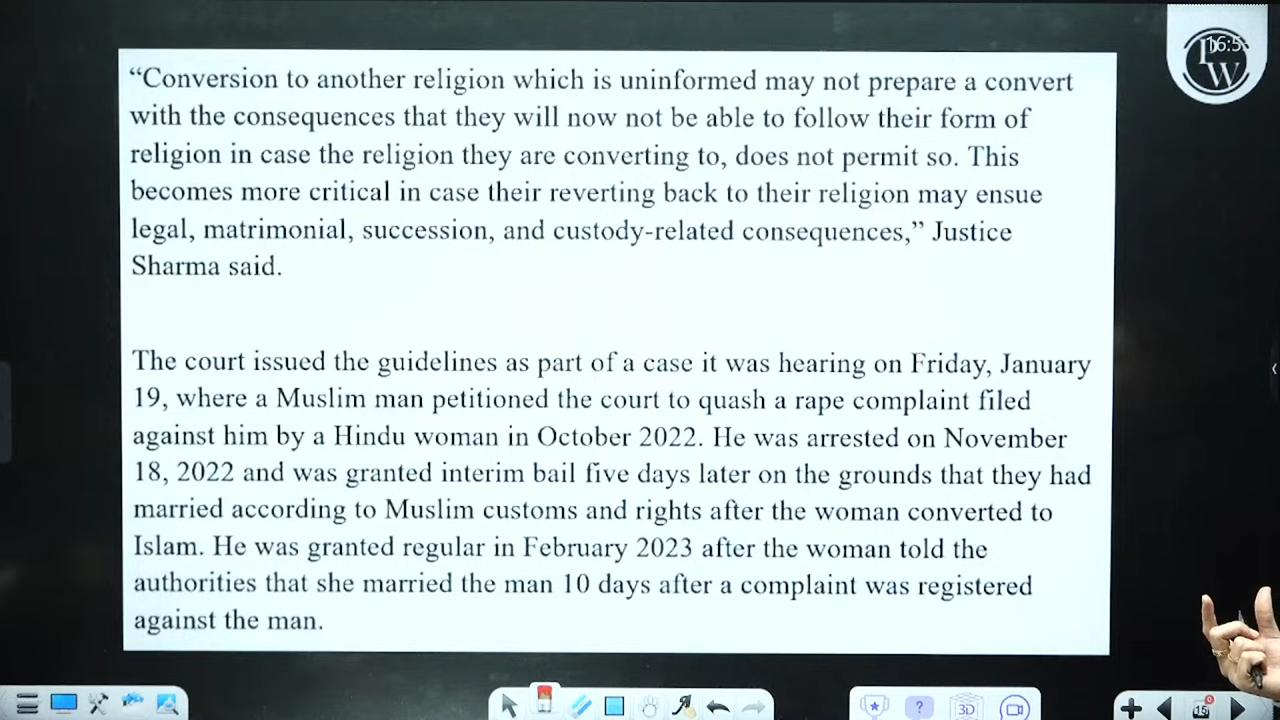 16:5
W
“Conversion to another religion which is uninformed may not prepare a convert
with the consequences that they will now not be able to follow their form of
religion in case the religion they are converting to, does not permit so. This
becomes more critical in case their reverting back to their religion may ensue
legal, matrimonial, succession, and custody-related consequences,” Justice
Sharma said.
The court issued the guidelines as part of a case it was hearing on Friday, January
19, where a Muslim man petitioned the court to quash a rape complaint filed
against him by a Hindu woman in October 2022. He was arrested on November
18, 2022 and was granted interim bail five days later on the grounds that they had
married according to Muslim customs and rights after the woman converted to
Islam. He was granted regular in February 2023 after the woman told the
authorities that she married the man 10 days after a complaint was registered
against the man.
? 3D 15